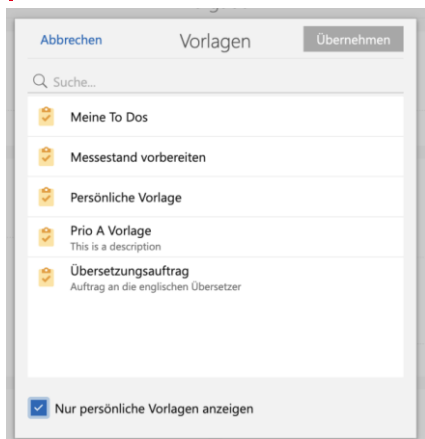 Abbrechen Vorlagen Übernehmen
Suche...
Meine To Dos
Messestand vorbereiten
Persönliche Vorlage
Prio A Vorlage
This is a description
Übersetzungsauftrag
Auftrag an die englischen Übersetzer
Nur persönliche Vorlagen anzeigen